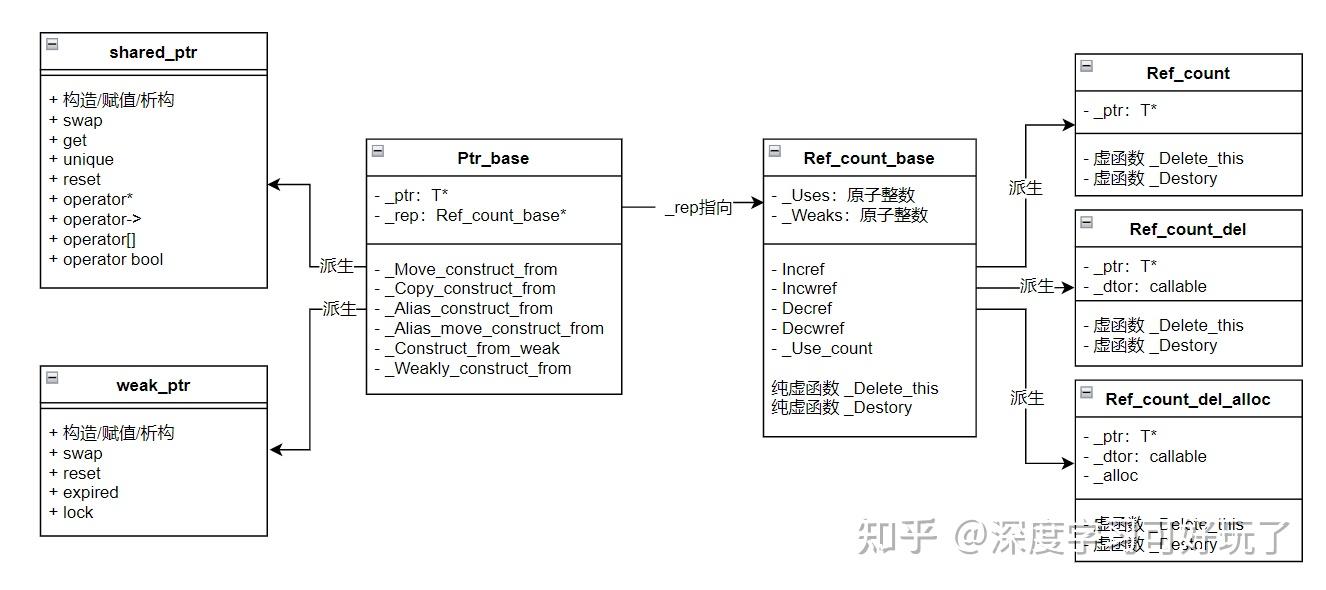 shared_ptr
+ 构造/赋值/析构
+ swap
+ get
+ unique
+ reset
+ operator*
+ operator->
+ operator[]
+ operator bool
weak_ptr
+ 构造/赋值/析构
+ swap
+ reset
+ expired
+ lock
派生
派生
Ptr_base
- _ptr：T*
- _rep：Ref_count_base*
- _Move_construct_from
- _Copy_construct_from
- _Alias_construct_from
- _Alias_move_construct_from
- _Construct_from_weak
- _Weakly_construct_from
_rep指向
Ref_count_base
- _Uses：原子整数
- _Weaks：原子整数
- Incref
- Incwref
- Decref
- Decwref
- _Use_count
纯虚函数 _Delete_this
纯虚函数 _Destory
派生
派生
派生
Ref_count
- _ptr：T*
- 虚函数 _Delete_this
- 虚函数 _Destory
Ref_count_del
- _ptr：T*
- _dtor：callable
- 虚函数 _Delete_this
- 虚函数 _Destory
Ref_count_del_alloc
- _ptr：T*
- _dtor：callable
- _alloc
- 虚函数 _Delete_this
- 虚函数 _Destory
知乎 @深度学习可好玩了